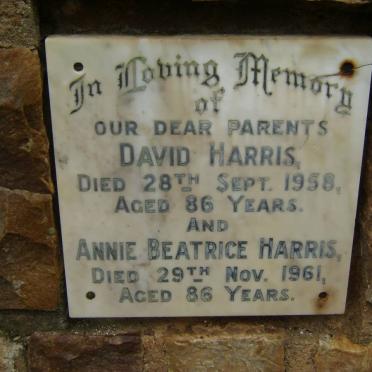 In Loving Memory
of
OUR DEAR PARENTS
DAVID HARRIS,
DIED 28TH SEPT. 1958,
AGED 86 YEARS.
AND
ANNIE BEATRICE HARRIS,
DIED 29TH NOV. 1961,
AGED 86 YEARS.